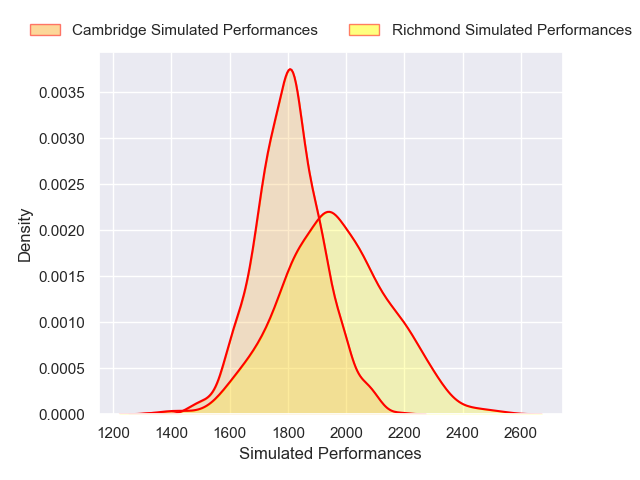 Cambridge Simulated Performances Richmond Simulated Performances
0.0035
0.0030
0.0025
0.0020
0.0015
0.0010
0.0005
0.0000
Density
1200 1400 1600 1800 2000 2200 2400 2600
Simulated Performances